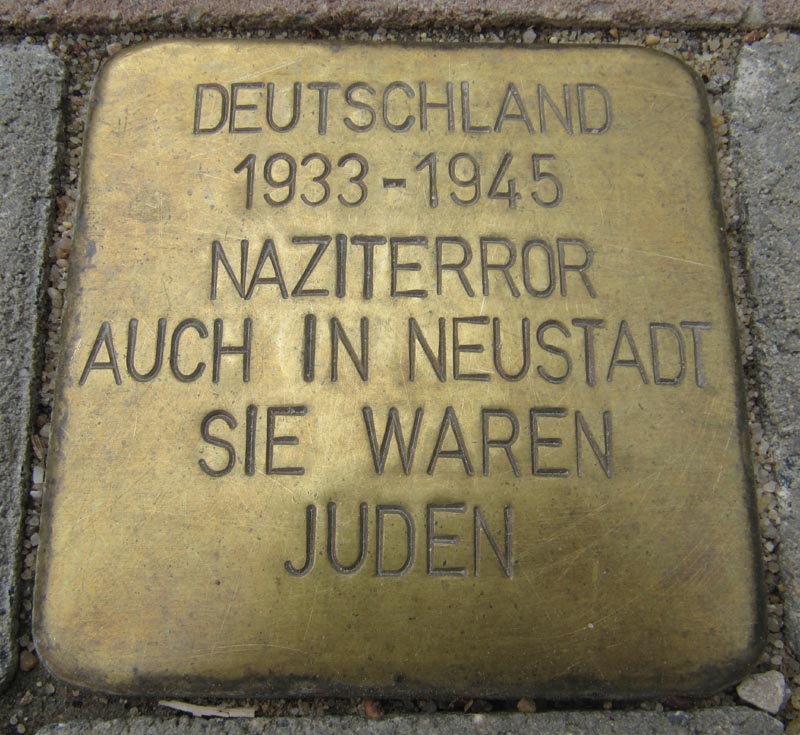 DEUTSCHLAND
1933-1945
NAZITERROR
AUCH IN NEUSTADT
SIE WAREN
JUDEN